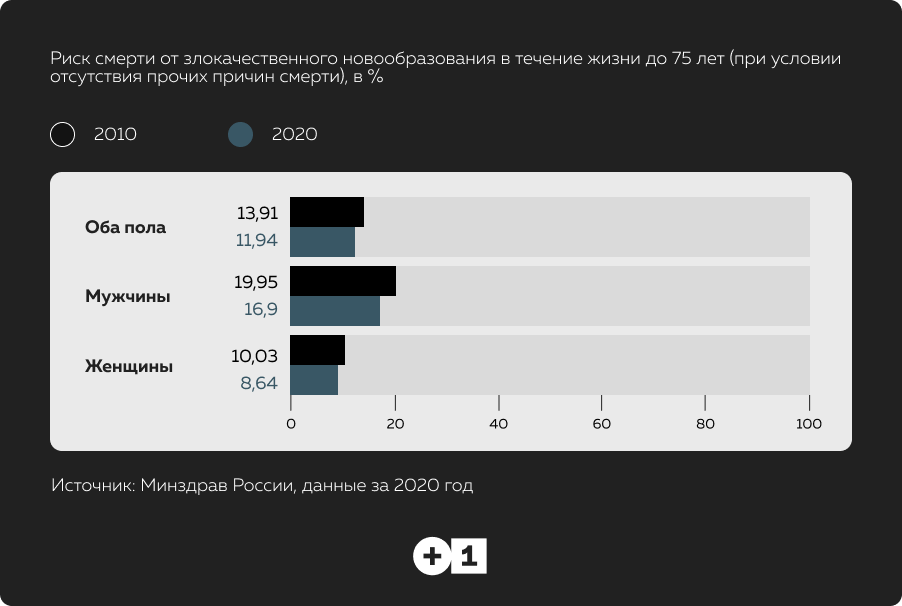 Риск смерти от злокачественного новообразования в течение жизни до 75 лет (при условии
отсутствия прочих причин смерти), в %
2010 2020
Оба пола 13,91
11,94
Мужчины 19,95
16,9
Женщины 10,03
8,64
0 20 40 60 80 100
Источник: Минздрав России, данные за 2020 год
+1